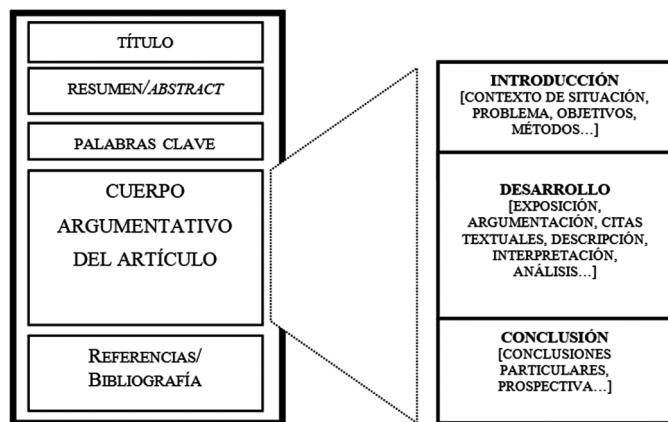 TÍTULO
RESUMEN/ABSTRACT
PALABRAS CLAVE
CUERPO
ARGUMENTATIVO
DEL ARTÍCULO
REFERENCIAS/
BIBLIOGRAFÍA
INTRODUCCIÓN
[CONTEXTO DE SITUACIÓN,
PROBLEMA, OBJETIVOS,
MÉTODOS…]
DESARROLLO
[EXPOSICIÓN,
ARGUMENTACIÓN, CITAS
TEXTUALES, DESCRIPCIÓN,
INTERPRETACIÓN,
ANÁLISIS…]
CONCLUSIÓN
[CONCLUSIONES
PARTICULARES,
PROSPECTIVA…]